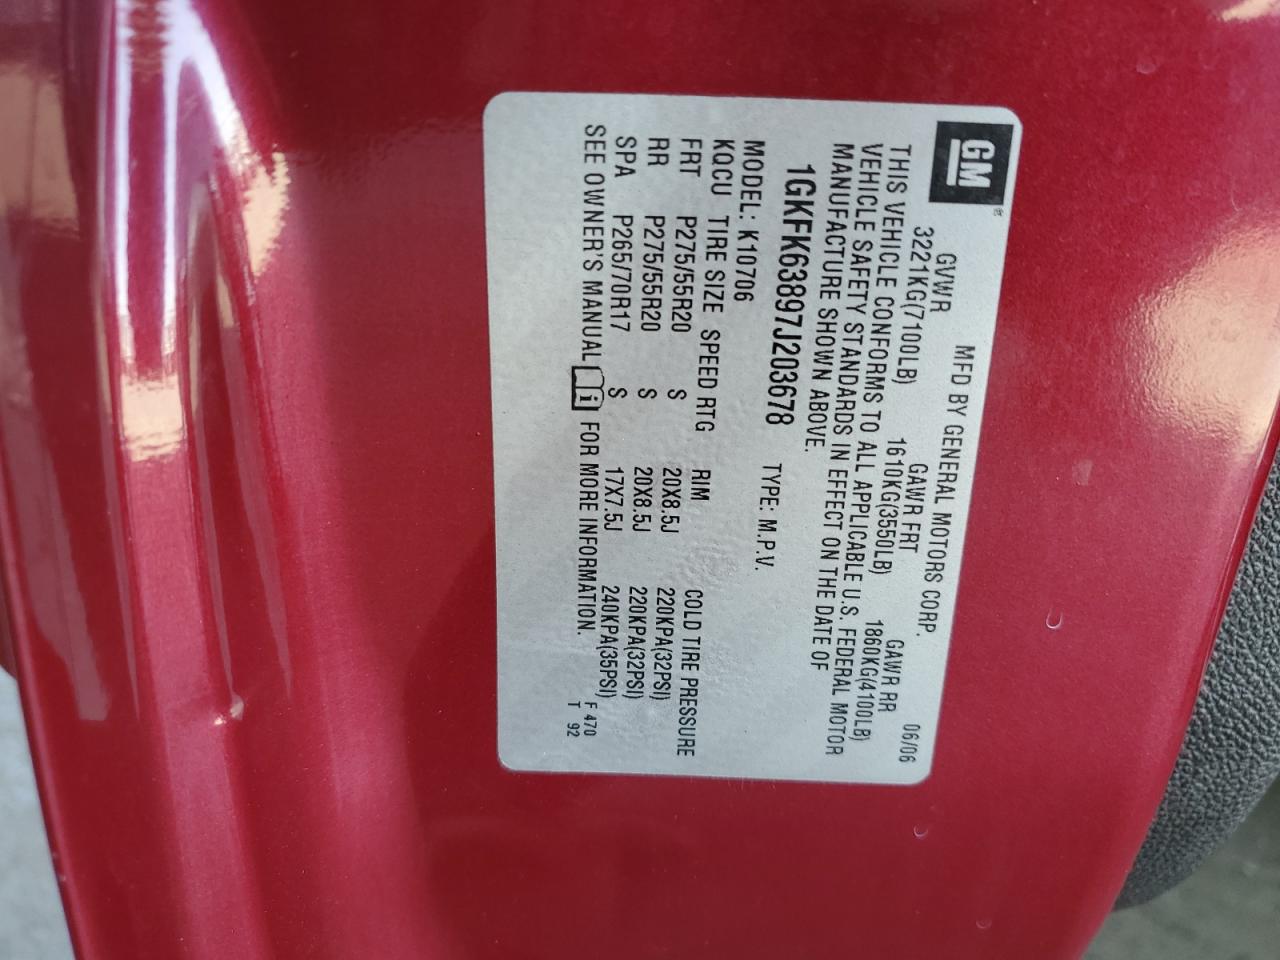 GM
MFD BY GENERAL MOTORS CORP. 06/06
GVWR GAWR FRT GAWR RR
3221KG(7100LB) 1610KG(3550LB) 1860KG(4100LB)
THIS VEHICLE CONFORMS TO ALL APPLICABLE U.S. FEDERAL MOTOR
VEHICLE SAFETY STANDARDS IN EFFECT ON THE DATE OF
MANUFACTURE SHOWN ABOVE.
1GKFK63897J203678 TYPE: M.P.V.
MODEL: K10706
KQCU TIRE SIZE SPEED RTG RIM COLD TIRE PRESSURE
FRT P275/55R20 S 20X8.5J 220KPA(32PSI)
RR P275/55R20 S 20X8.5J 220KPA(32PSI)
SPA P265/70R17 S 17X7.5J 240KPA(35PSI)
SEE OWNER'S MANUAL i FOR MORE INFORMATION.
F 470
T 92